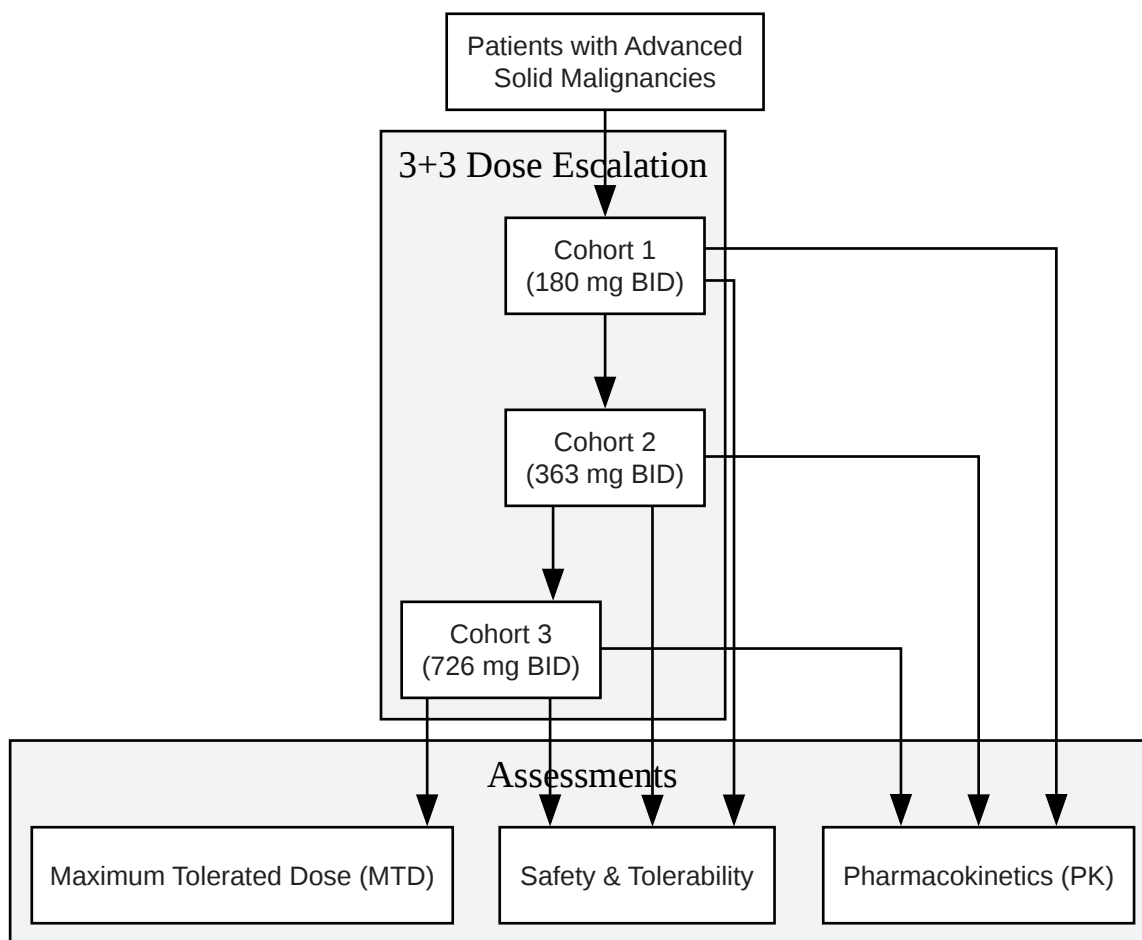 Patients with Advanced
Solid Malignancies
3+3 Dose Escalation
Cohort 1
(180 mg BID)
Cohort 2
(363 mg BID)
Cohort 3
(726 mg BID)
Assessments
Maximum Tolerated Dose (MTD)
Safety & Tolerability
Pharmacokinetics (PK)